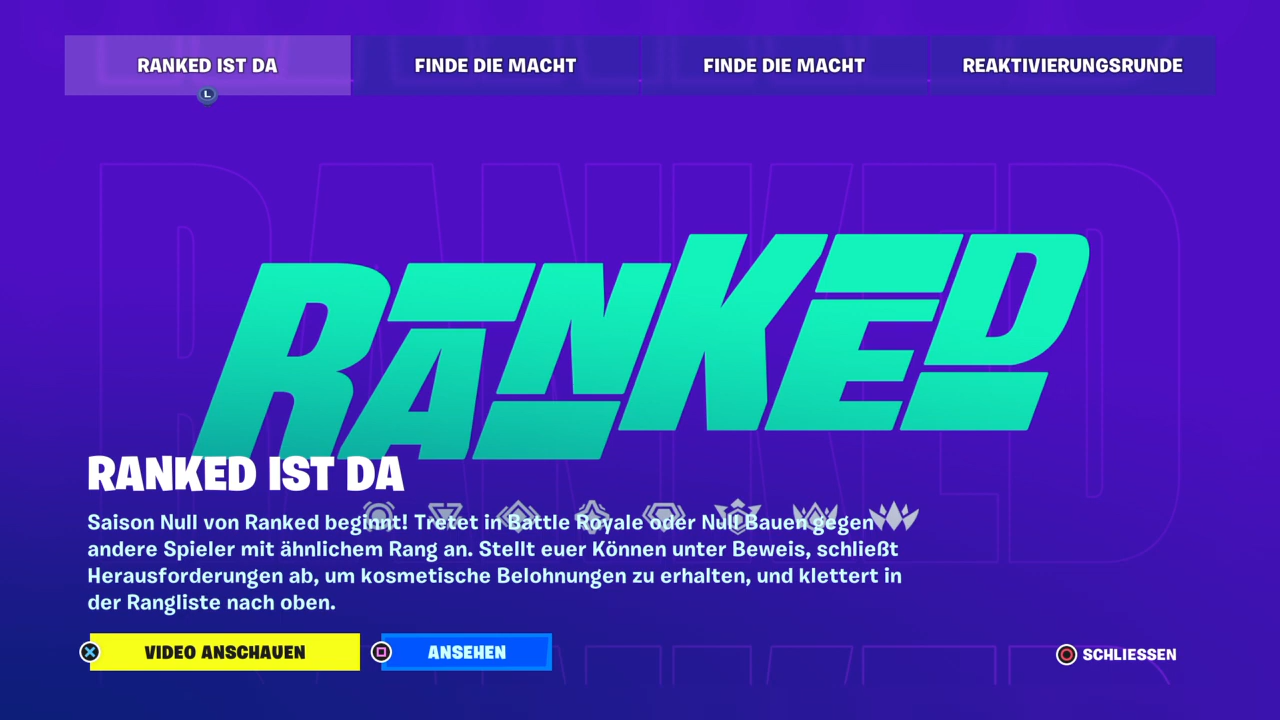 RANKED IST DA
FINDE DIE MACHT
FINDE DIE MACHT
REAKTIVIERUNGSRUNDE
L
RANKED
RANKED IST DA
Saison Null von Ranked beginnt! Tretet in Battle Royale oder Null Bauen gegen
andere Spieler mit ähnlichem Rang an. Stellt euer Können unter Beweis, schließt
Herausforderungen ab, um kosmetische Belohnungen zu erhalten, und klettert in
der Rangliste nach oben.
VIDEO ANSCHAUEN
ANSEHEN
SCHLIESSEN